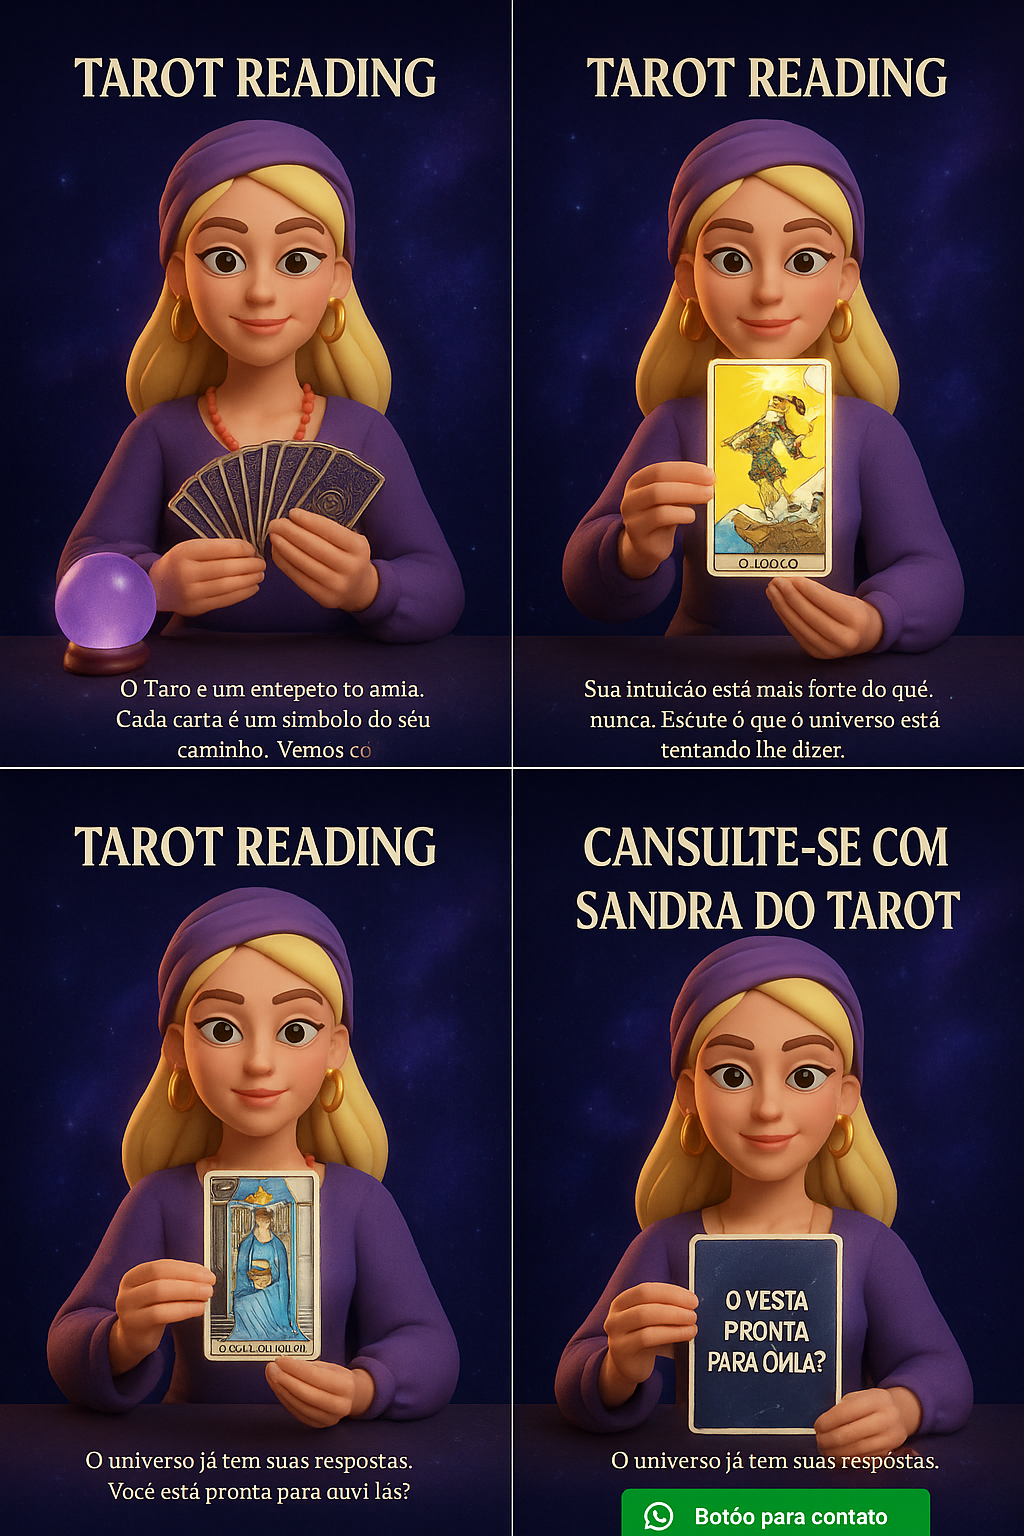 TAROT READING
O Taro e um entepeto to amia.
Cada carta é um simbolo do séu
caminho. Vemos co
TAROT READING
O LOOCO
Sua intuicáo está mais forte do qué.
nunca. Esćute ó que ó universo está
tentando lhe dizer.
TAROT READING
O universo já tem suas respostas.
Vocé está pronta para auvi lás?
CANSULTE-SE COM
SANDRA DO TAROT
O VESTA
PRONTA
PARA
O universo já tem suas respóstas.
Botóo para contato